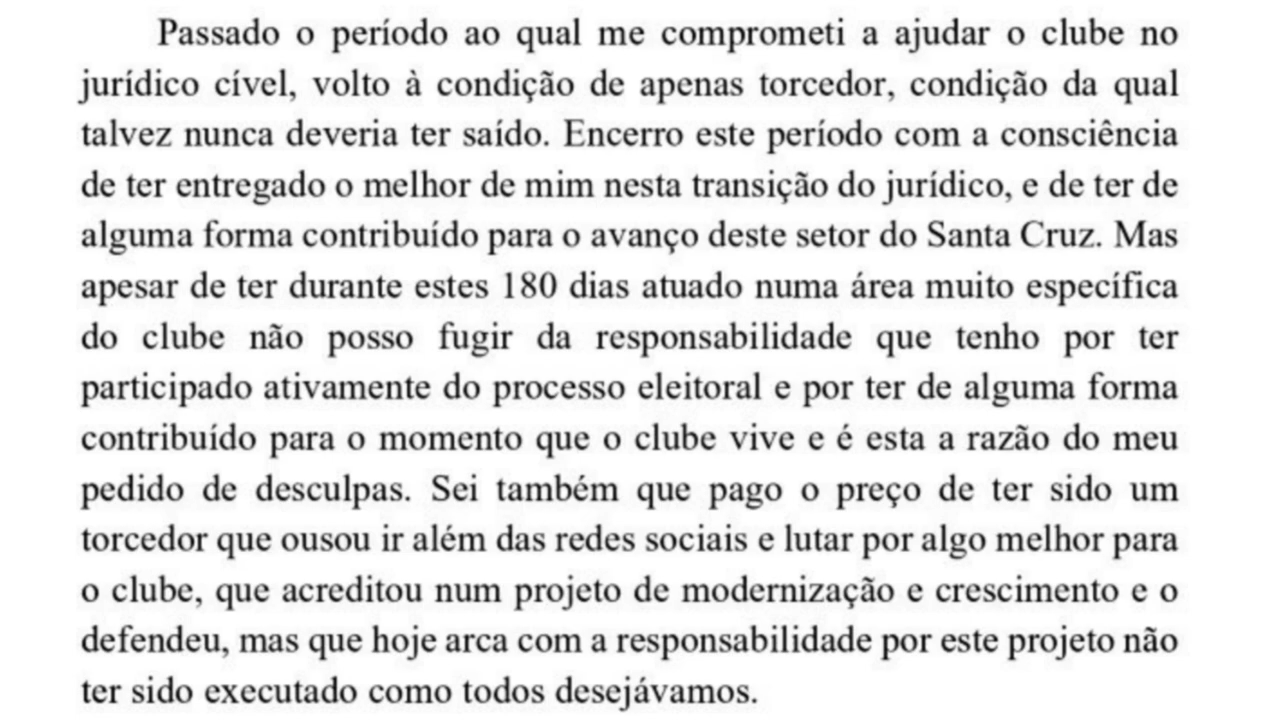 Passado o período ao qual me comprometi a ajudar o clube no
jurídico cível, volto à condição de apenas torcedor, condição da qual
talvez nunca deveria ter saído. Encerro este período com a consciência
de ter entregado o melhor de mim nesta transição do jurídico, e de ter de
alguma forma contribuído para o avanço deste setor do Santa Cruz. Mas
apesar de ter durante estes 180 dias atuado numa área muito específica
do clube não posso fugir da responsabilidade que tenho por ter
participado ativamente do processo eleitoral e por ter de alguma forma
contribuído para o momento que o clube vive e é esta a razão do meu
pedido de desculpas. Sei também que pago o preço de ter sido um
torcedor que ousou ir além das redes sociais e lutar por algo melhor para
o clube, que acreditou num projeto de modernização e crescimento e o
defendeu, mas que hoje arca com a responsabilidade por este projeto não
ter sido executado como todos desejávamos.